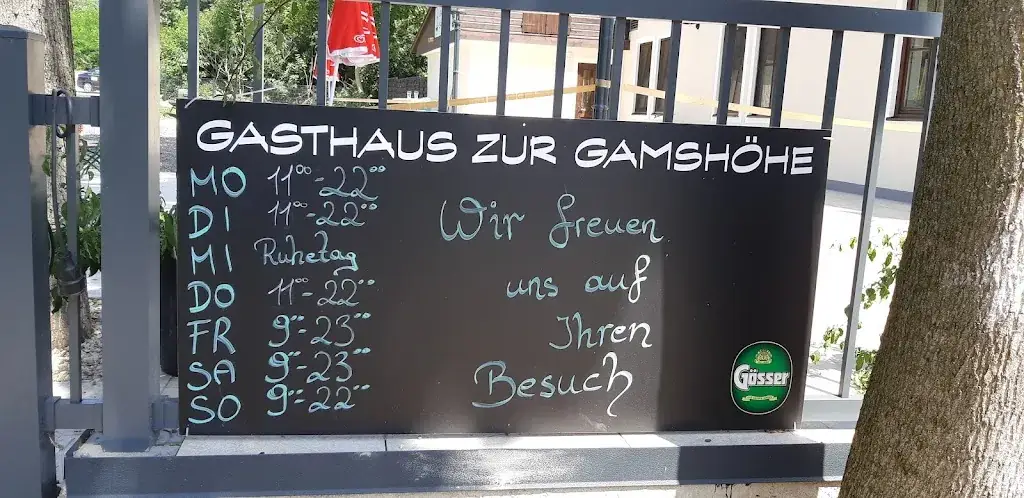 GASTHAUS ZUR GAMSHÖHE
MO 11⁰⁰-22⁰⁰
DI 11⁰⁰-22⁰⁰
MI Ruhetag
DO 11⁰⁰-22⁰⁰
FR 9⁰⁰-23⁰⁰
SA 9⁰⁰-23⁰⁰
SO 9⁰⁰-22⁰⁰
Wir freuen
uns auf
Ihren
Besuch
Gösser